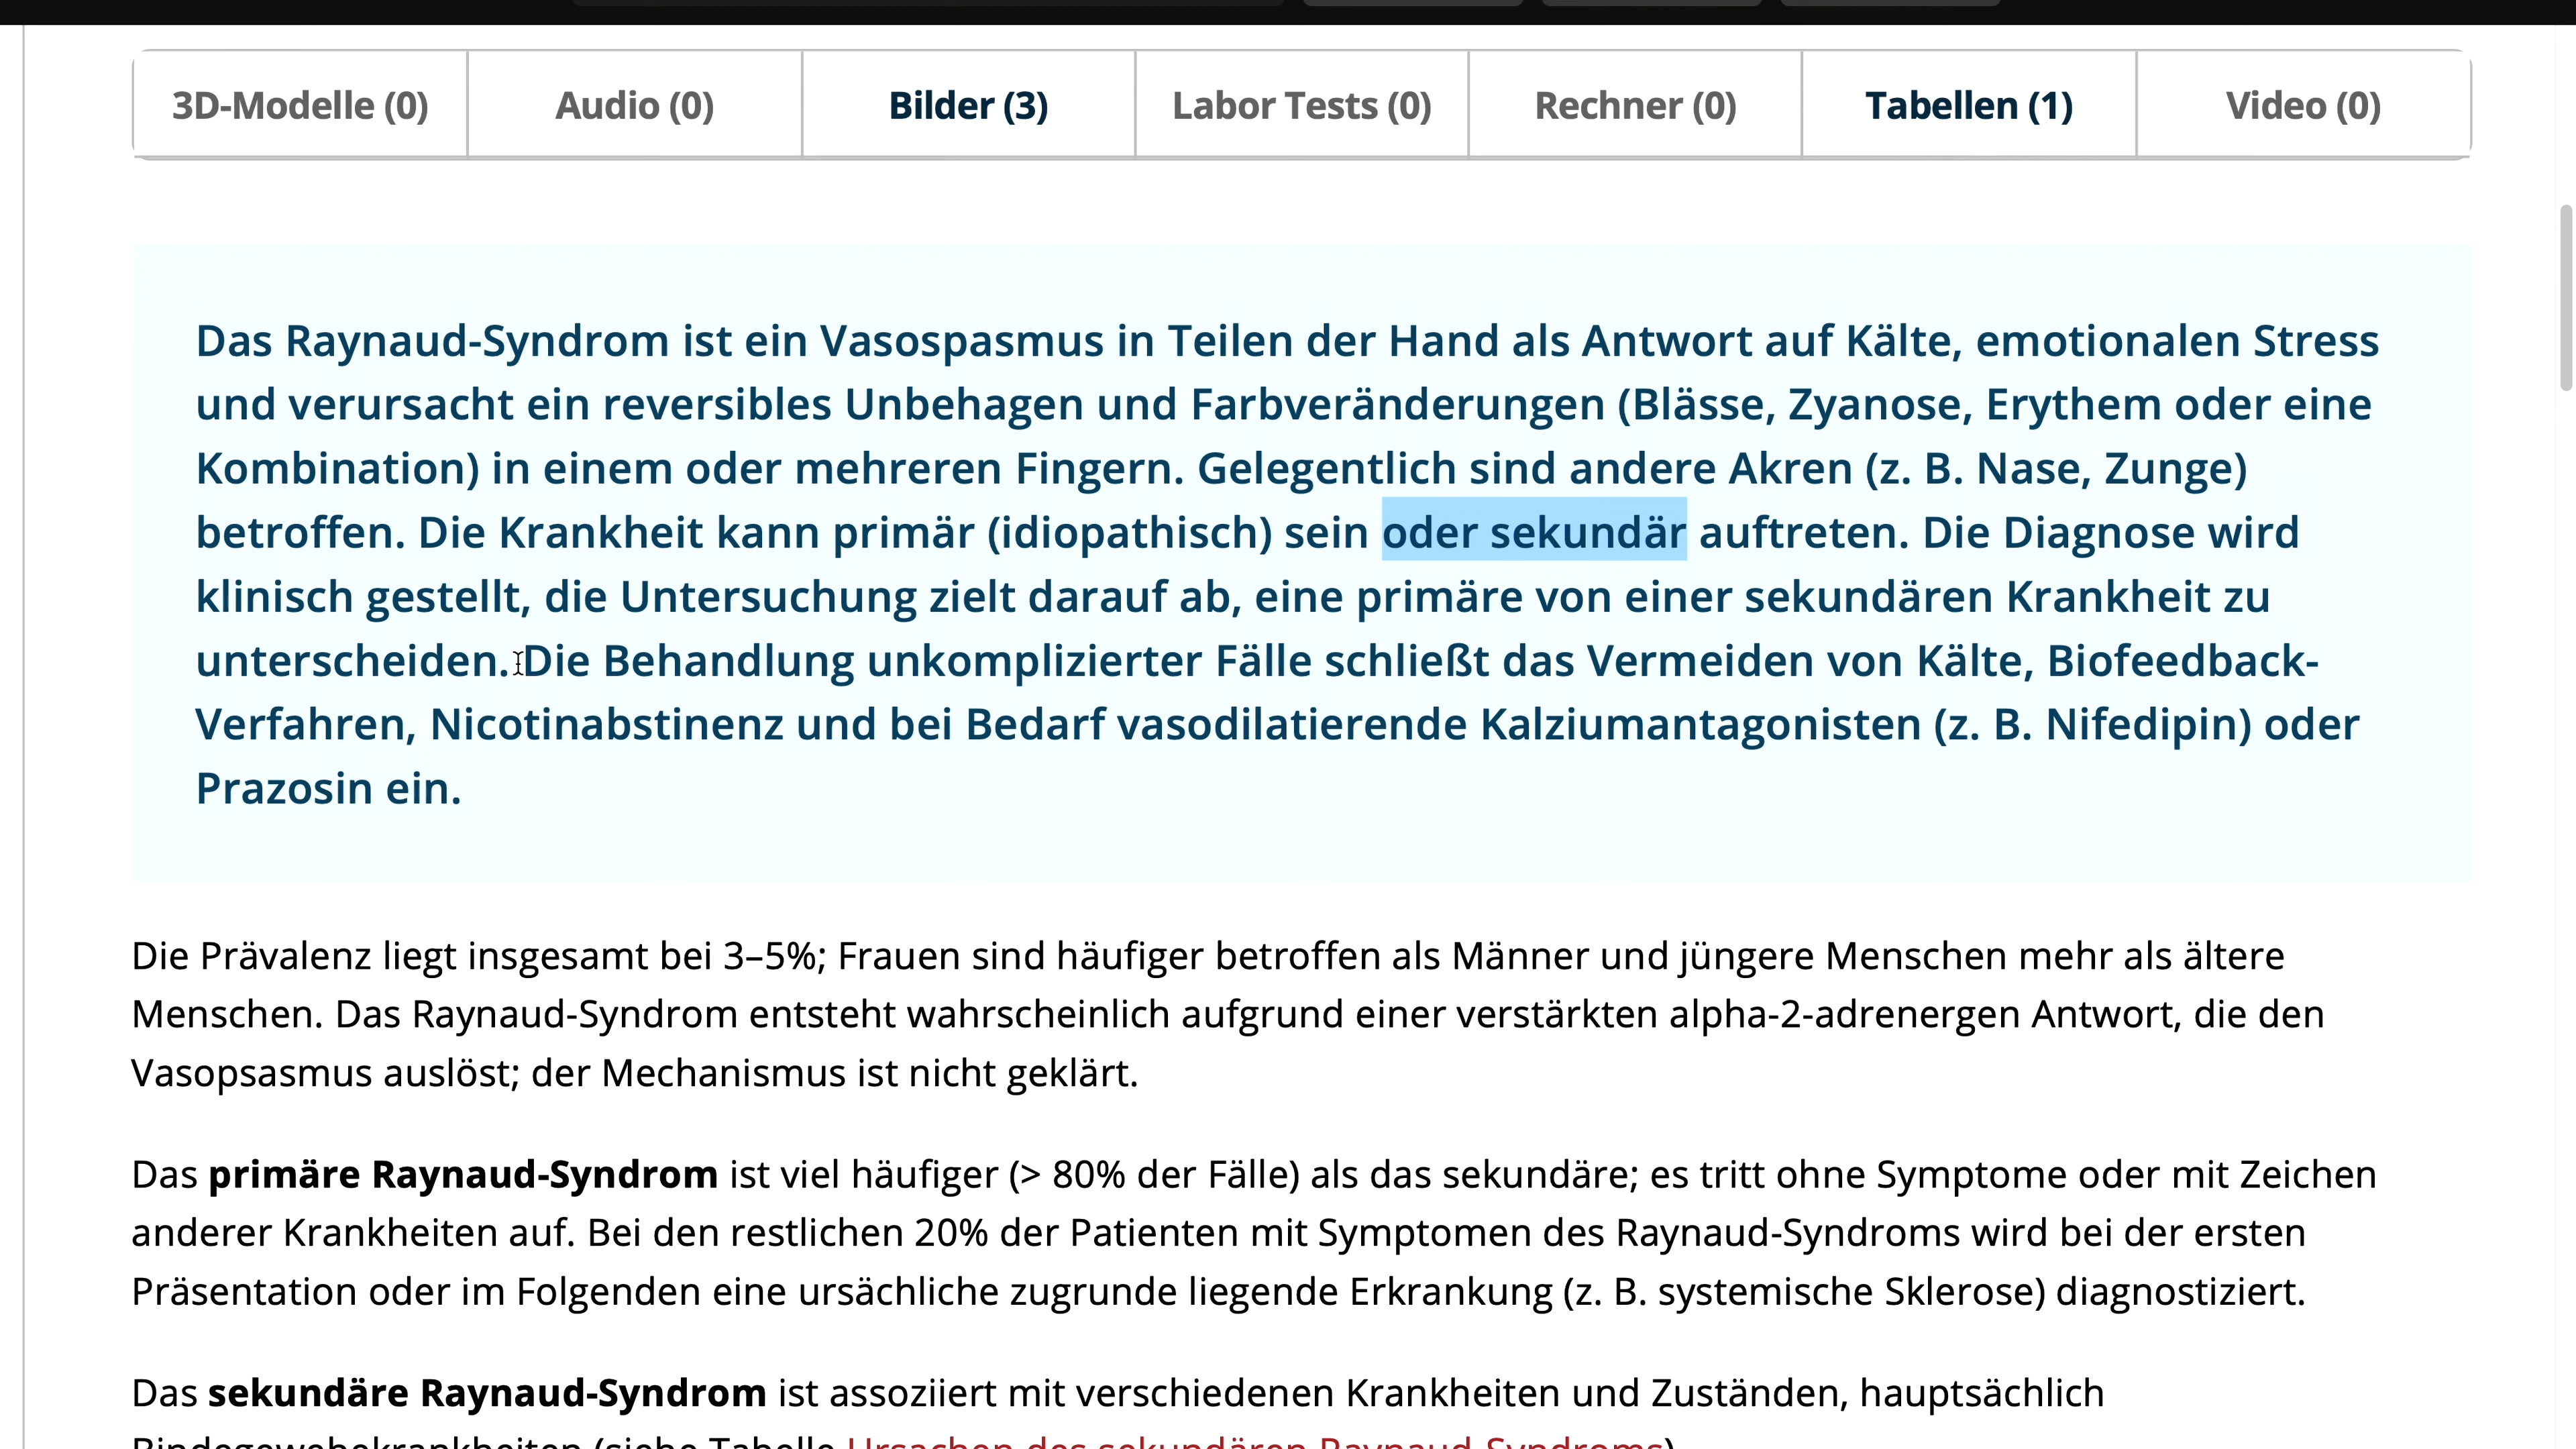 3D-Modelle (0) Audio (0) Bilder (3) Labor Tests (0) Rechner (0) Tabellen (1) Video (0)
Das Raynaud-Syndrom ist ein Vasospasmus in Teilen der Hand als Antwort auf Kälte, emotionalen Stress
und verursacht ein reversibles Unbehagen und Farbveränderungen (Blässe, Zyanose, Erythem oder eine
Kombination) in einem oder mehreren Fingern. Gelegentlich sind andere Akren (z. B. Nase, Zunge)
betroffen. Die Krankheit kann primär (idiopathisch) sein oder sekundär auftreten. Die Diagnose wird
klinisch gestellt, die Untersuchung zielt darauf ab, eine primäre von einer sekundären Krankheit zu
unterscheiden. Die Behandlung unkomplizierter Fälle schließt das Vermeiden von Kälte, Biofeedback-
Verfahren, Nicotinabstinenz und bei Bedarf vasodilatierende Kalziumantagonisten (z. B. Nifedipin) oder
Prazosin ein.
Die Prävalenz liegt insgesamt bei 3–5%; Frauen sind häufiger betroffen als Männer und jüngere Menschen mehr als ältere
Menschen. Das Raynaud-Syndrom entsteht wahrscheinlich aufgrund einer verstärkten alpha-2-adrenergen Antwort, die den
Vasopsasmus auslöst; der Mechanismus ist nicht geklärt.
Das primäre Raynaud-Syndrom ist viel häufiger (> 80% der Fälle) als das sekundäre; es tritt ohne Symptome oder mit Zeichen
anderer Krankheiten auf. Bei den restlichen 20% der Patienten mit Symptomen des Raynaud-Syndroms wird bei der ersten
Präsentation oder im Folgenden eine ursächliche zugrunde liegende Erkrankung (z. B. systemische Sklerose) diagnostiziert.
Das sekundäre Raynaud-Syndrom ist assoziiert mit verschiedenen Krankheiten und Zuständen, hauptsächlich
Bindegewebekrankheiten (siehe Tabelle Ursachen des sekundären Raynaud-Syndroms)